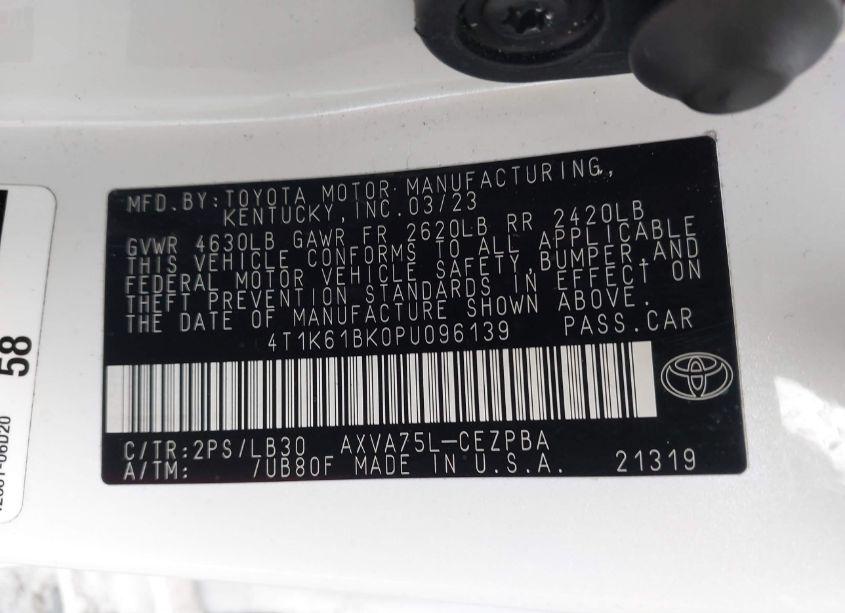 MFD.BY:TOYOTA MOTOR MANUFACTURING,
KENTUCKY,INC.03/23
GVWR 4630LB GAWR FR 2620LB RR 2420LB
THIS VEHICLE CONFORMS TO ALL APPLICABLE
FEDERAL MOTOR VEHICLE SAFETY,BUMPER,AND
THEFT PREVENTION STANDARDS IN EFFECT ON
THE DATE OF MANUFACTURE SHOWN ABOVE.
4T1K61BK0PU096139 PASS.CAR
C/TR:2PS/LB30 AXVA75L-CEZPBA
A/TM: /UB80F MADE IN U.S.A. 21319
58